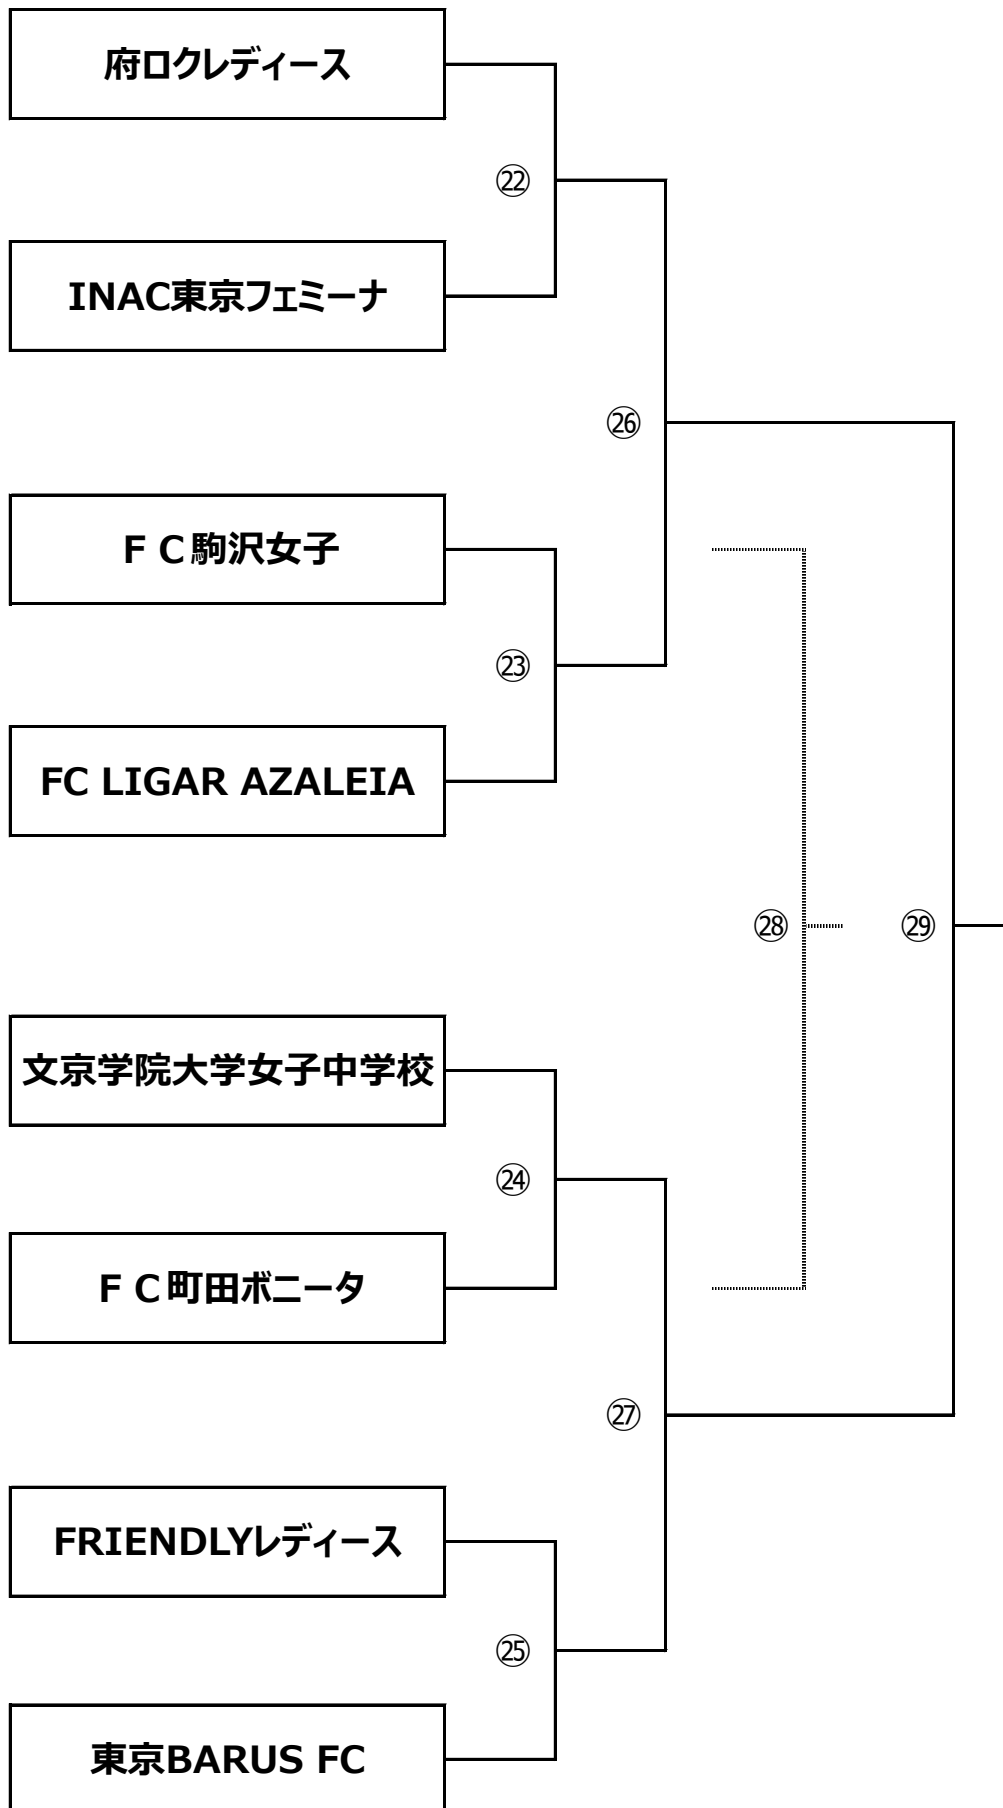 府ロクレディース
㉒
INAC東京フェミーナ
㉖
ＦＣ駒沢女子
㉓
FC LIGAR AZALEIA
㉘
㉙
文京学院大学女子中学校
㉔
ＦＣ町田ボニータ
㉗
FRIENDLYレディース
㉕
東京BARUS FC